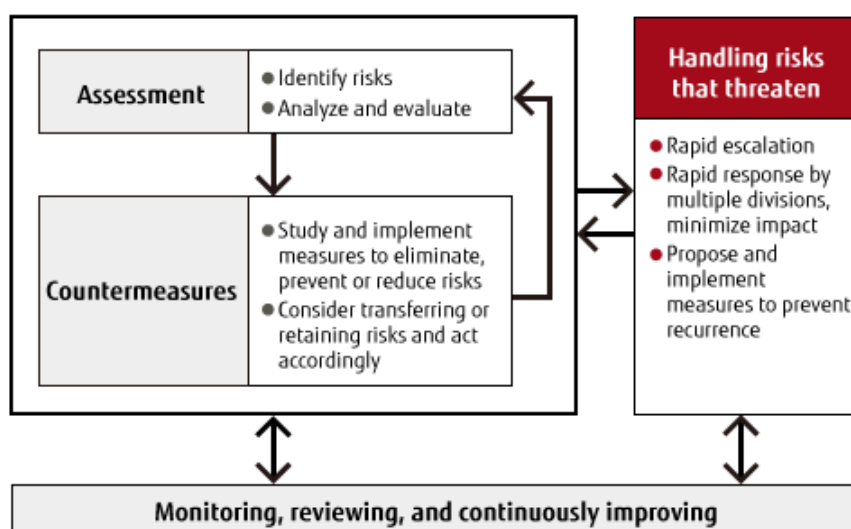 Assessment
Identify risks
Analyze and evaluate
Countermeasures
Study and implement
measures to eliminate,
prevent or reduce risks
Consider transferring or
retaining risks and act
accordingly
Handling risks
that threaten
Rapid escalation
Rapid response by
multiple divisions,
minimize impact
Propose and
implement
measures to prevent
recurrence
Monitoring, reviewing, and continuously improving